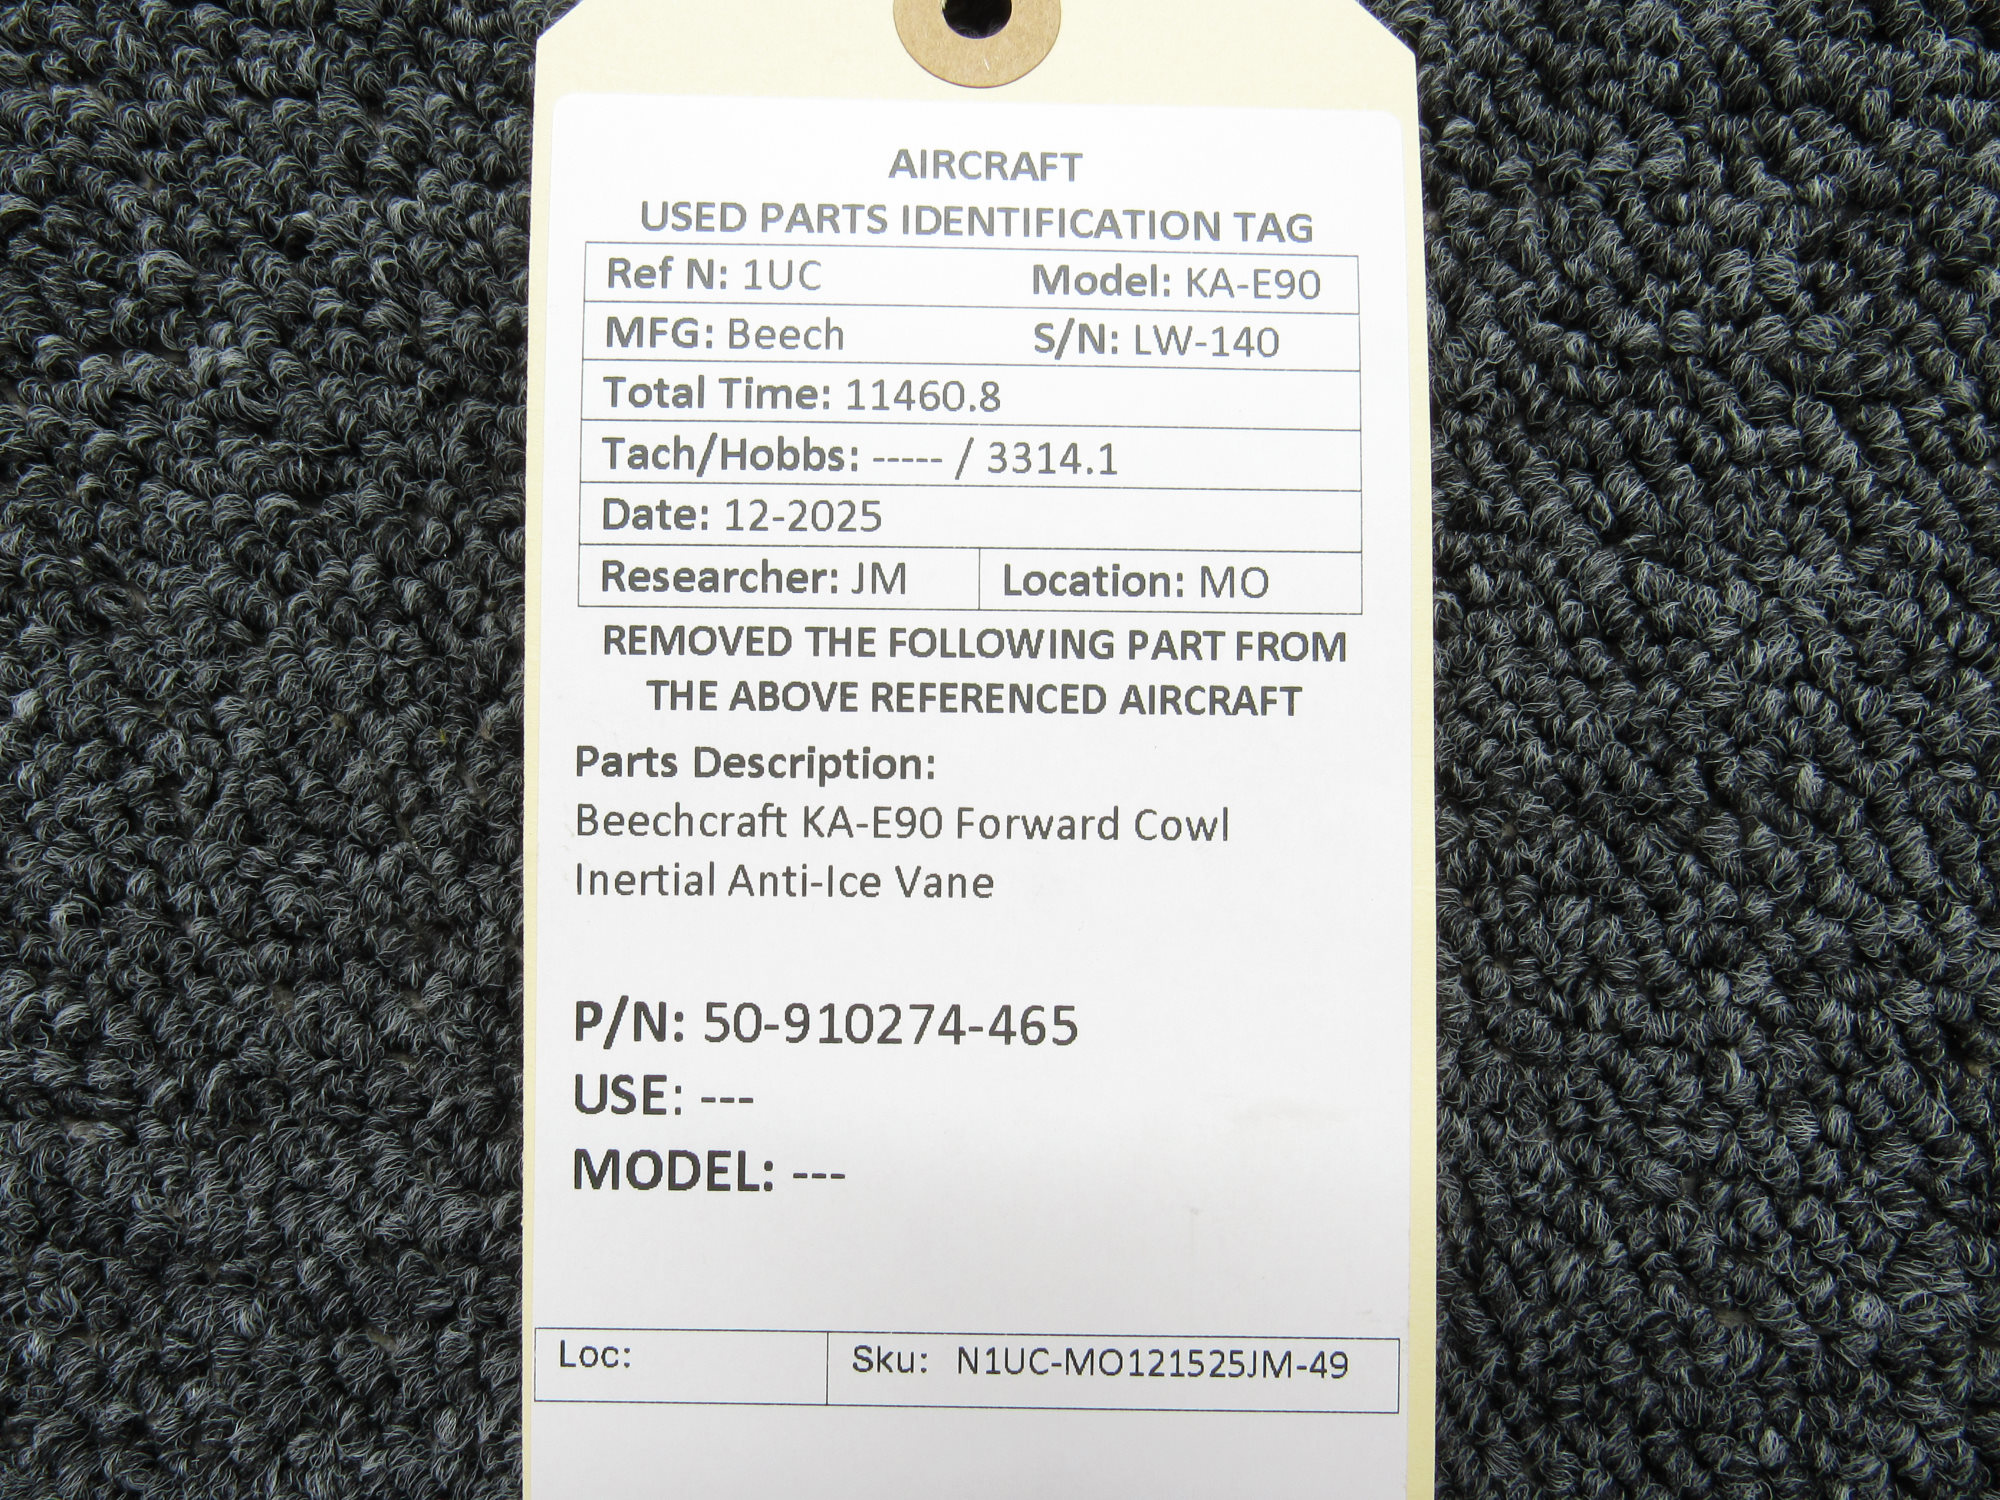 AIRCRAFT
USED PARTS IDENTIFICATION TAG
Ref N: 1UC Model: KA-E90
MFG: Beech S/N: LW-140
Total Time: 11460.8
Tach/Hobbs: ----- / 3314.1
Date: 12-2025
Researcher: JM Location: MO
REMOVED THE FOLLOWING PART FROM
THE ABOVE REFERENCED AIRCRAFT
Parts Description:
Beechcraft KA-E90 Forward Cowl
Inertial Anti-Ice Vane
P/N: 50-910274-465
USE: ---
MODEL: ---
Loc: Sku: N1UC-MO121525JM-49